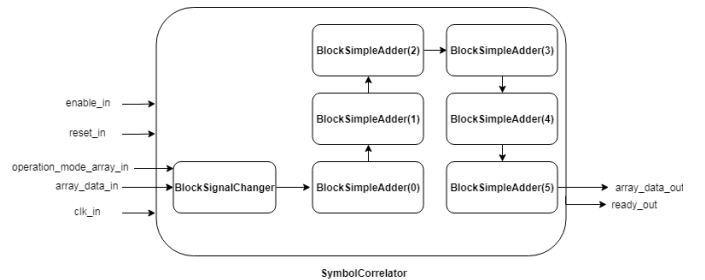 BlockSimpleAdder(2)
BlockSimpleAdder(3)
enable_in
BlockSimpleAdder(1)
BlockSimpleAdder(4)
reset_in
operation_mode_array_in
array_data_in
BlockSignalChanger
BlockSimpleAdder(0)
BlockSimpleAdder(5)
array_data_out
ready_out
clk_in
SymbolCorrelator